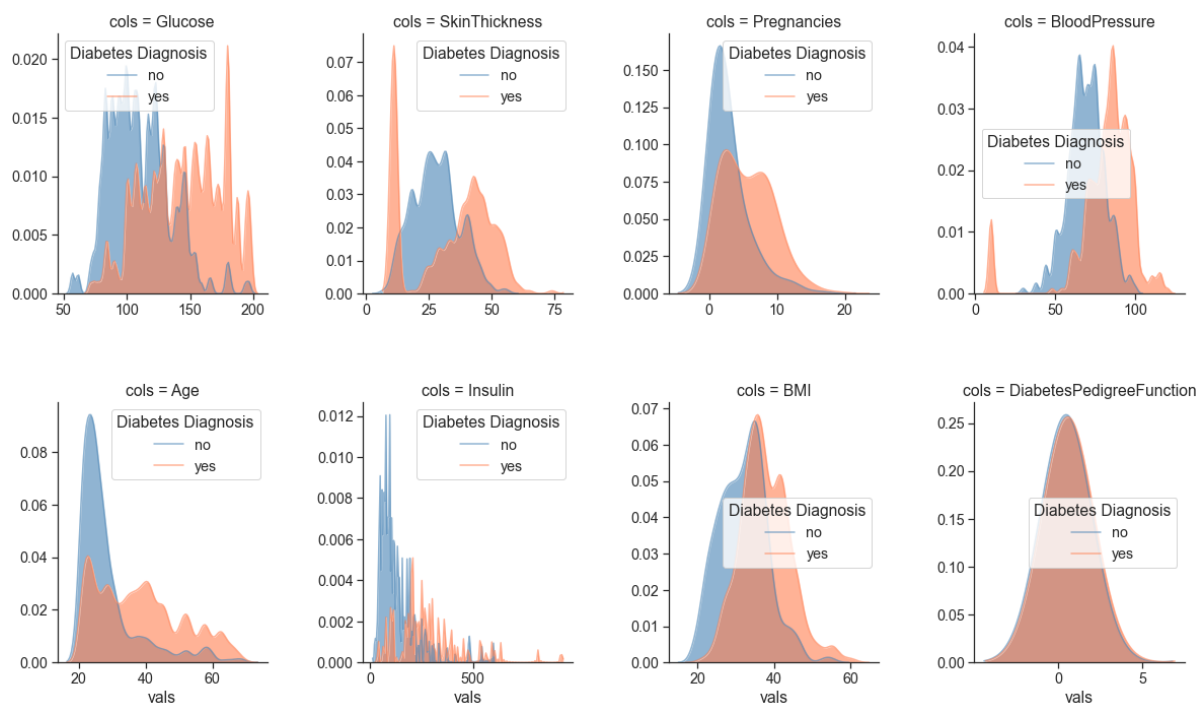 cols = Glucose
0.020
0.015
0.010
0.005
0.000
50
100
150
200
Diabetes Diagnosis
no
yes
cols = SkinThickness
0.07
0.06
0.05
0.04
0.03
0.02
0.01
0.00
0
25
50
75
Diabetes Diagnosis
no
yes
cols = Pregnancies
0.150
0.125
0.100
0.075
0.050
0.025
0.000
0
10
20
Diabetes Diagnosis
no
yes
cols = BloodPressure
0.04
0.03
0.02
0.01
0.00
0
50
100
Diabetes Diagnosis
no
yes
cols = Age
0.08
0.06
0.04
0.02
0.00
20
40
60
vals
Diabetes Diagnosis
no
yes
cols = Insulin
0.012
0.010
0.008
0.006
0.004
0.002
0.000
0
500
vals
Diabetes Diagnosis
no
yes
cols = BMI
0.07
0.06
0.05
0.04
0.03
0.02
0.01
0.00
20
40
60
vals
Diabetes Diagnosis
no
yes
cols = DiabetesPedigreeFunction
0.25
0.20
0.15
0.10
0.05
0.00
0
5
vals
Diabetes Diagnosis
no
yes